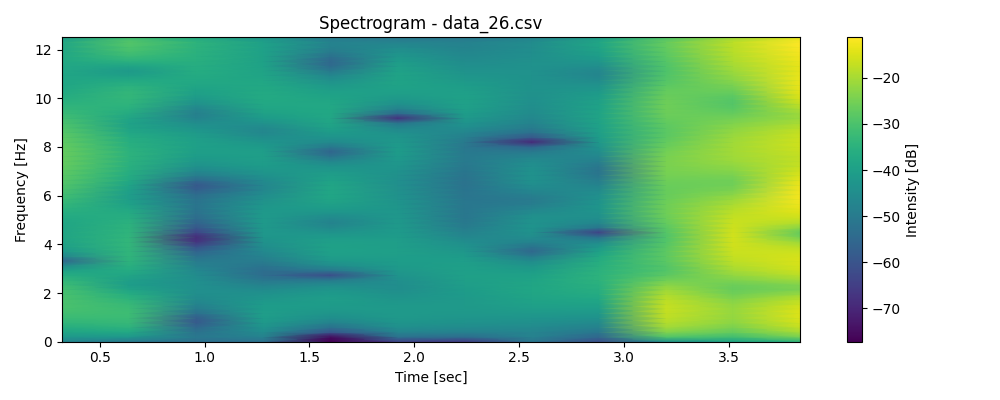 Spectrogram - data_26.csv
12
10
8
6
4
2
0
Frequency [Hz]
0.5 1.0 1.5 2.0 2.5 3.0 3.5
Time [sec]
−20
−30
−40
−50
−60
−70
Intensity [dB]